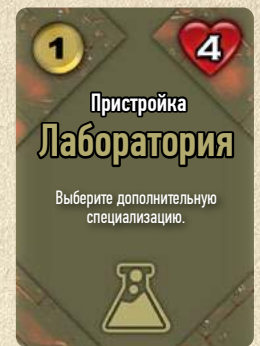 1
4
Пристройка
Лаборатория
Выберите дополнительную
специализацию.